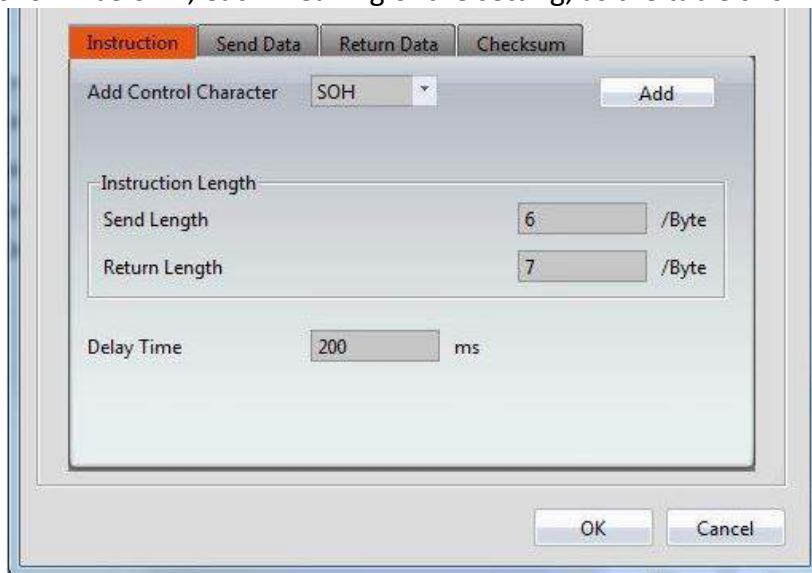 Instruction Send Data Return Data Checksum
Add Control Character SOH Add
Instruction Length
Send Length 6 /Byte
Return Length 7 /Byte
Delay Time 200 ms
OK Cancel